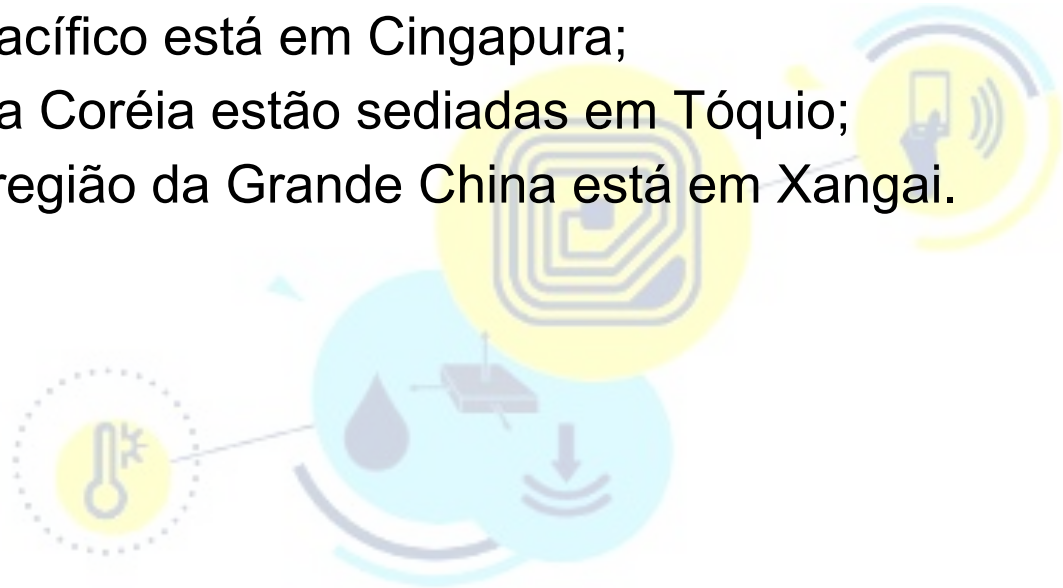 acífico está em Cingapura;
a Coréia estão sediadas em Tóquio;
região da Grande China está em Xangai.